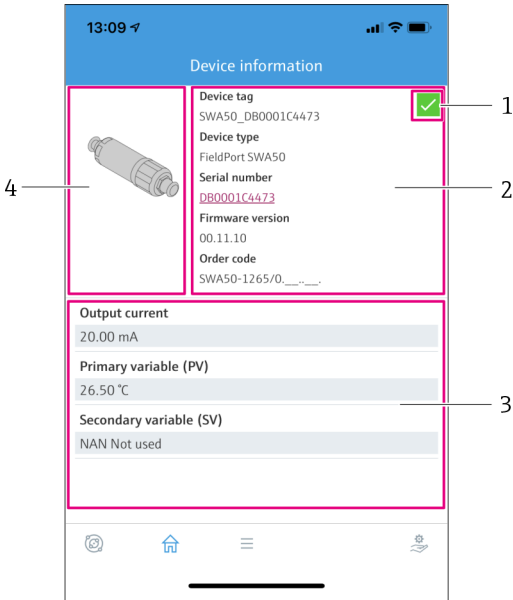 13:09
Device information
Device tag
SWA50_DB0001C4473
Device type
FieldPort SWA50
Serial number
DB0001C4473
Firmware version
00.11.10
Order code
SWA50-1265/0.__..__.
1
2
4
Output current
20.00 mA
Primary variable (PV)
26.50 °C
3
Secondary variable (SV)
NAN Not used